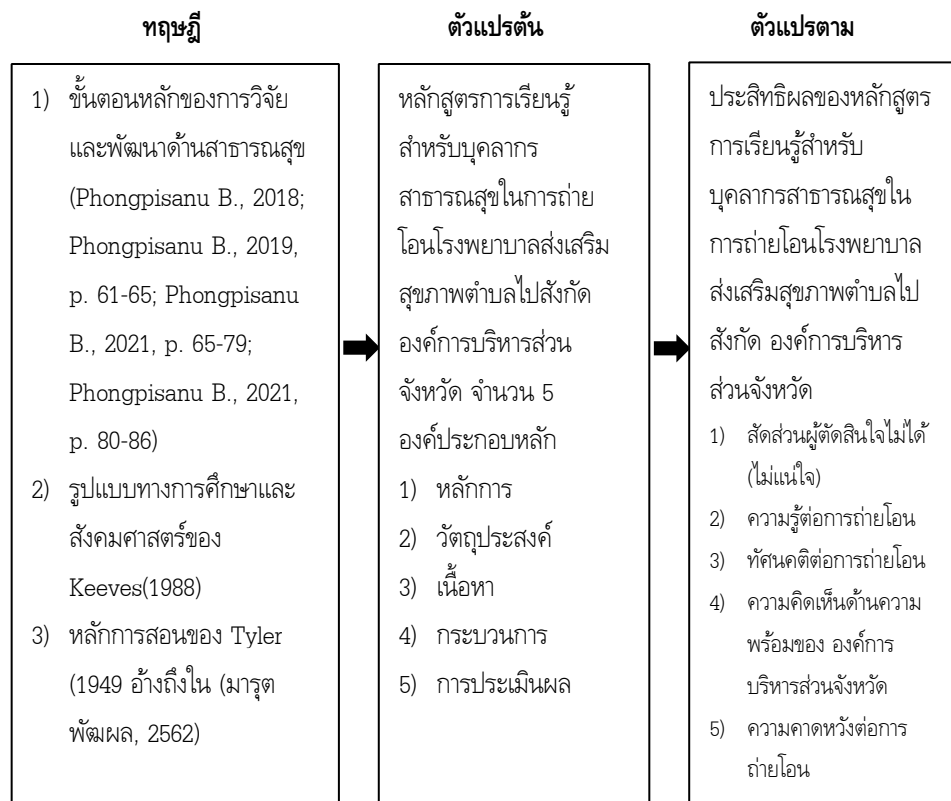 ทฤษฎี
1) ขั้นตอนหลักของการวิจัย
และพัฒนาด้านสาธารณสุข
(Phongpisanu B., 2018;
Phongpisanu B., 2019,
p. 61-65; Phongpisanu
B., 2021, p. 65-79;
Phongpisanu B., 2021,
p. 80-86)
2) รูปแบบทางการศึกษาและ
สังคมศาสตร์ของ
Keeves(1988)
3) หลักการสอนของ Tyler
(1949 อ้างถึงใน (มารุต
พัฒผล, 2562)
ตัวแปรต้น
หลักสูตรการเรียนรู้
สำหรับบุคลากร
สาธารณสุขในการถ่าย
โอนโรงพยาบาลส่งเสริม
สุขภาพตำบลไปสังกัด
องค์การบริหารส่วน
จังหวัด จำนวน 5
องค์ประกอบหลัก
1) หลักการ
2) วัตถุประสงค์
3) เนื้อหา
4) กระบวนการ
5) การประเมินผล
ตัวแปรตาม
ประสิทธิผลของหลักสูตร
การเรียนรู้สำหรับ
บุคลากรสาธารณสุขใน
การถ่ายโอนโรงพยาบาล
ส่งเสริมสุขภาพตำบลไป
สังกัด องค์การบริหาร
ส่วนจังหวัด
1) สัดส่วนผู้ตัดสินใจไม่ได้
(ไม่แน่ใจ)
2) ความรู้ต่อการถ่ายโอน
3) ทัศนคติต่อการถ่ายโอน
4) ความคิดเห็นด้านความ
พร้อมของ องค์การ
บริหารส่วนจังหวัด
5) ความคาดหวังต่อการ
ถ่ายโอน